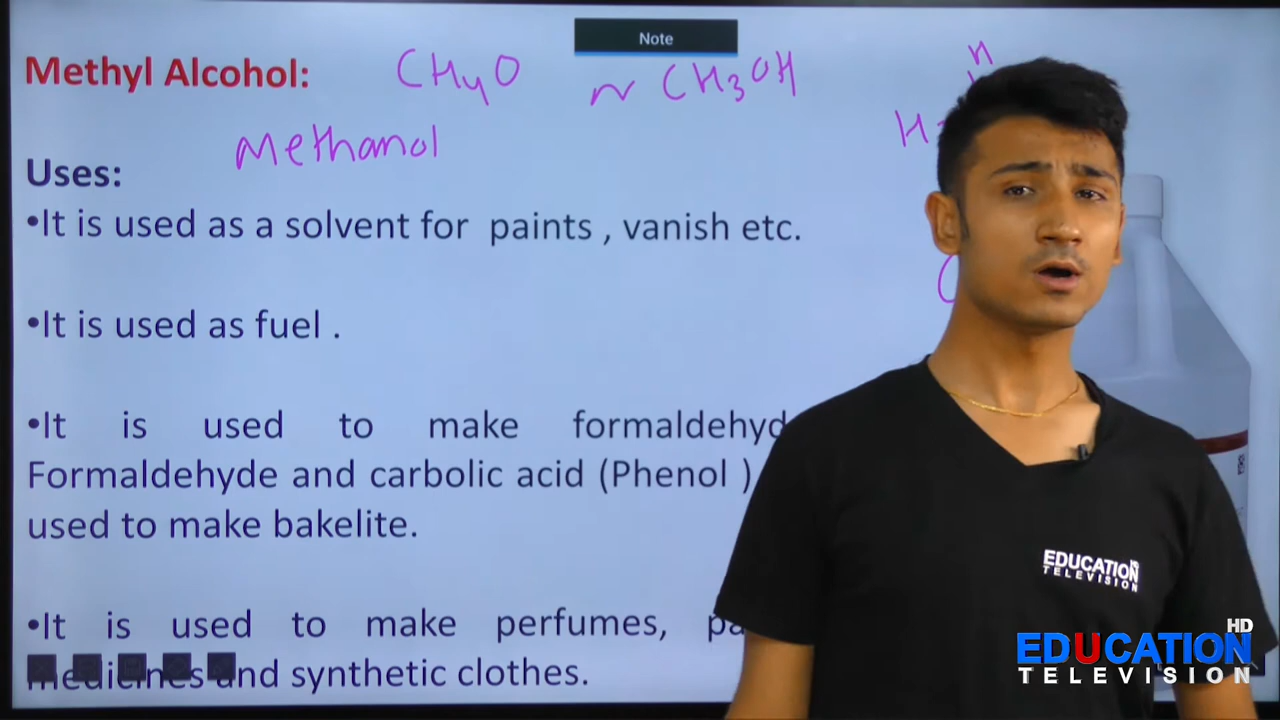 Note
Methyl Alcohol: CH4O ~ CH3OH
Methanol
H
H
Uses:
•It is used as a solvent for paints , vanish etc.
•It is used as fuel .
•It is used to make formaldehyd
Formaldehyde and carbolic acid (Phenol )
used to make bakelite.
•It is used to make perfumes, pa
medicines and synthetic clothes.
EDUCATION
TELEVISION
HD
EDUCATION
TELEVISION